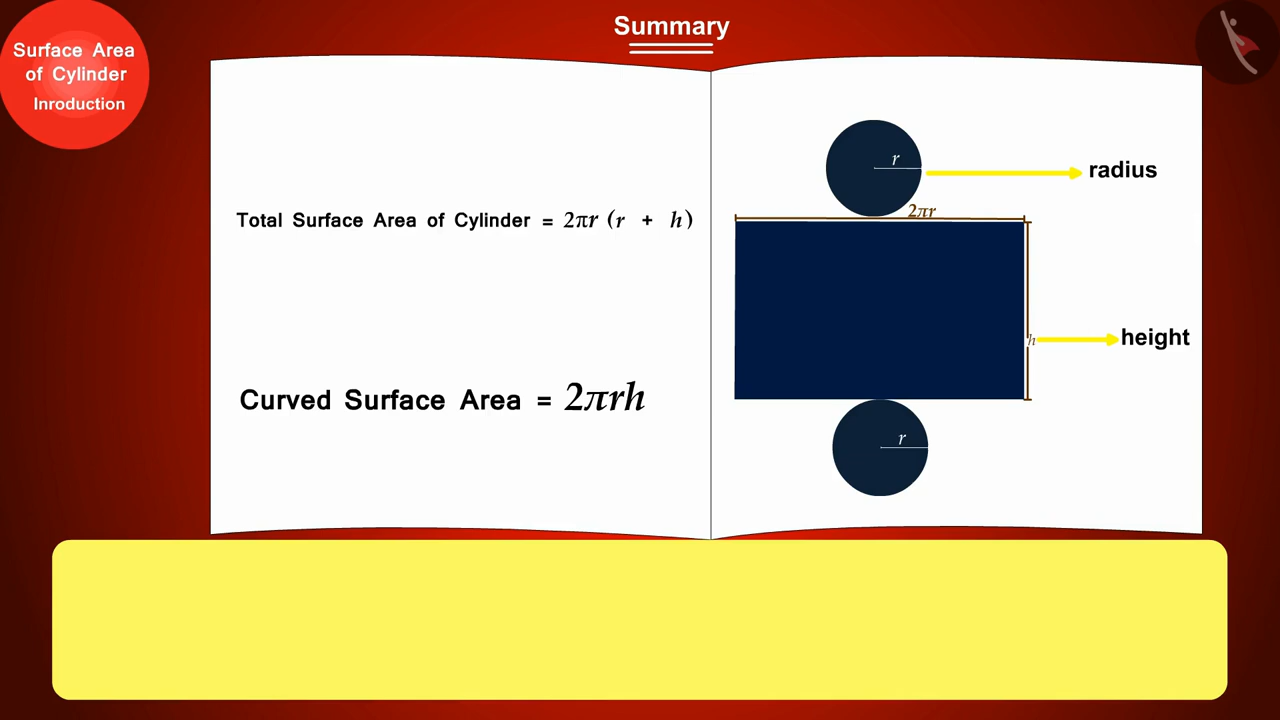 Summary
Surface Area
of Cylinder
Inroduction
Total Surface Area of Cylinder = 2πr (r + h)
Curved Surface Area = 2πrh
r
radius
2πr
h
height
r